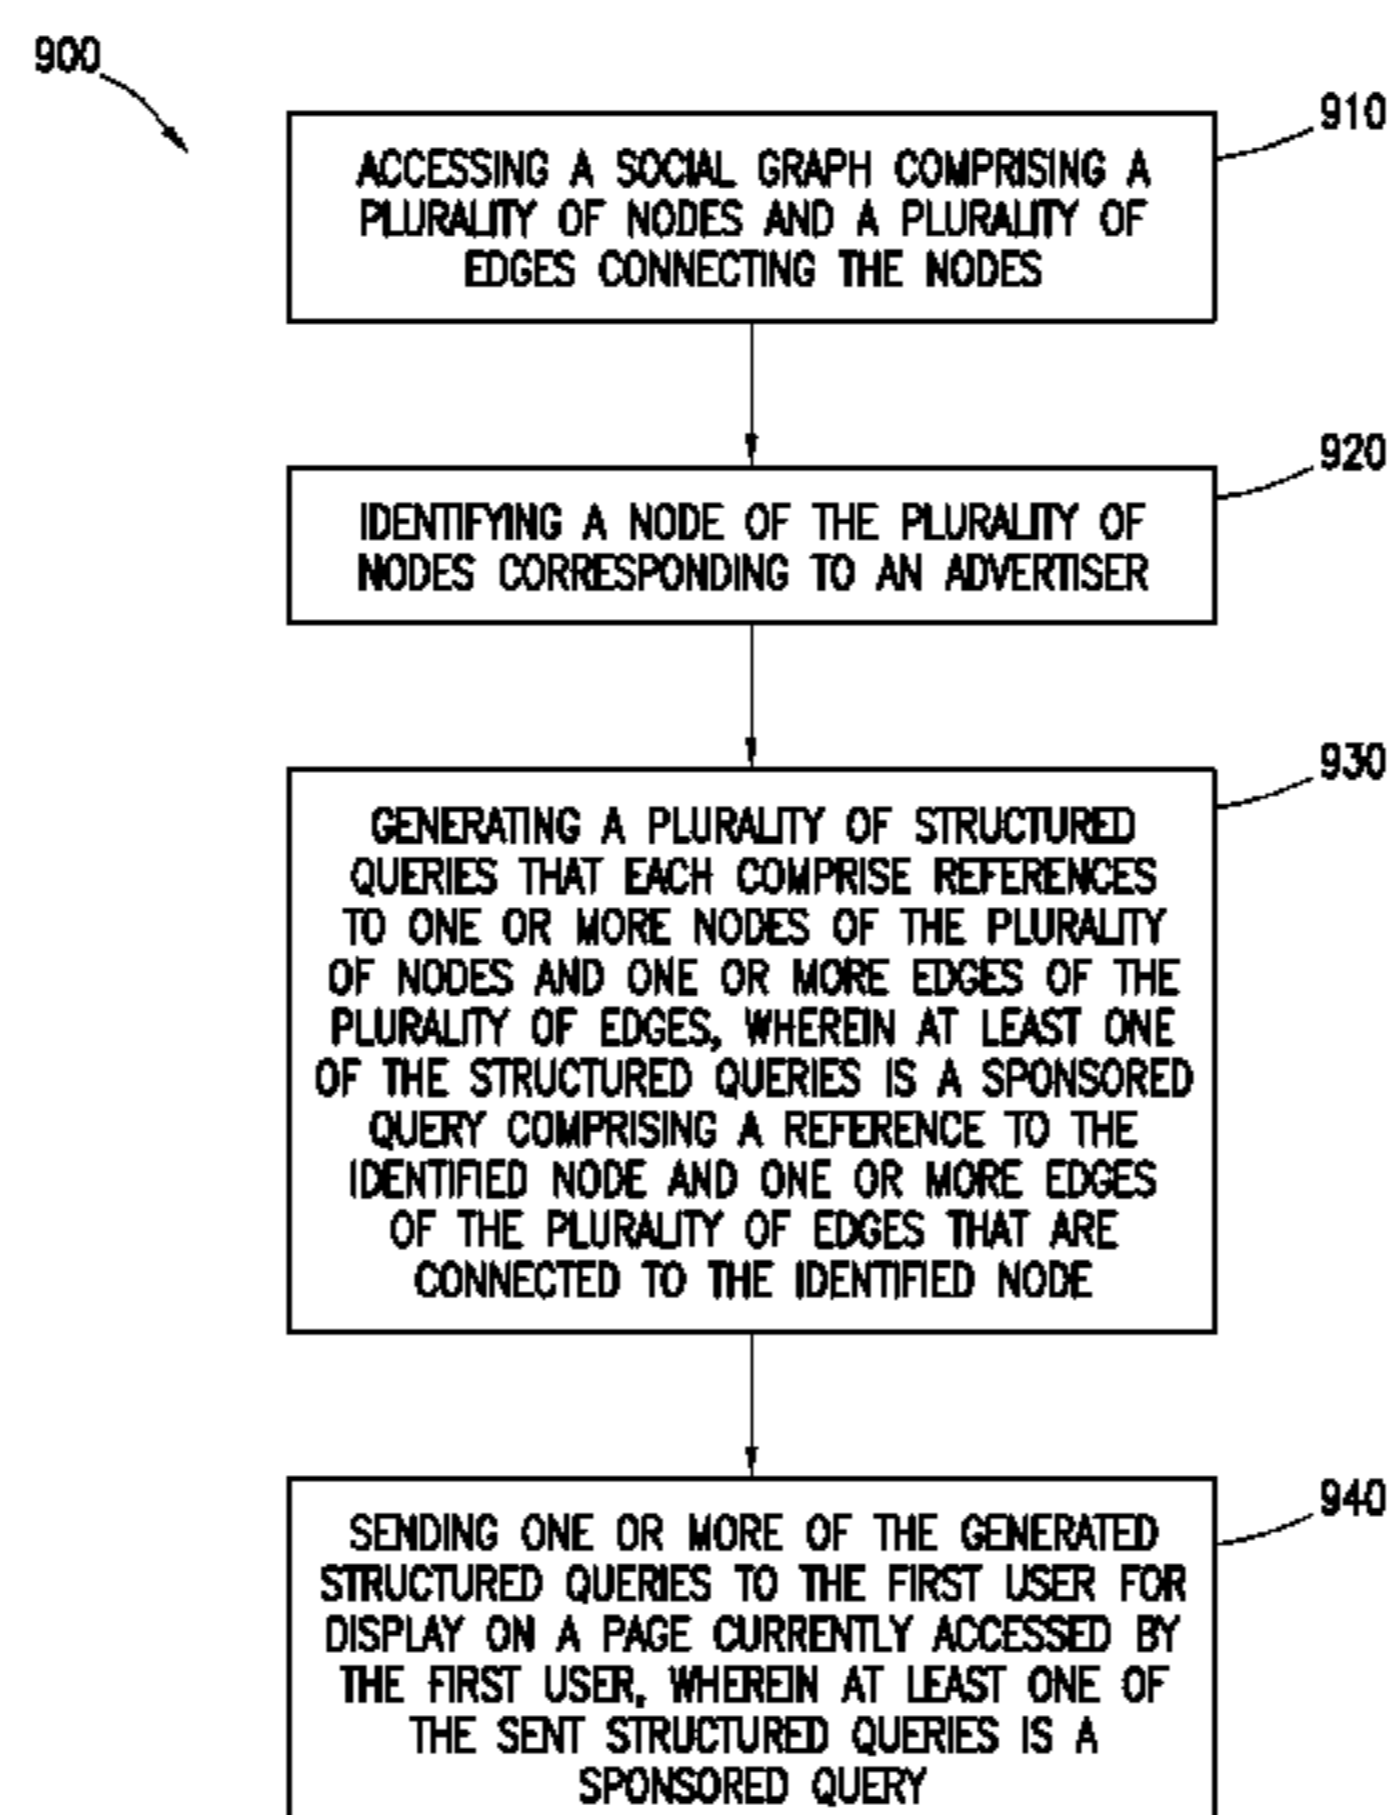 900
910
ACCESSING A SOCIAL GRAPH COMPRISING A
PLURALITY OF NODES AND A PLURALITY OF
EDGES CONNECTING THE NODES
920
IDENTIFYING A NODE OF THE PLURALITY OF
NODES CORRESPONDING TO AN ADVERTISER
930
GENERATING A PLURALITY OF STRUCTURED
QUERIES THAT EACH COMPRISE REFERENCES
TO ONE OR MORE NODES OF THE PLURALITY
OF NODES AND ONE OR MORE EDGES OF THE
PLURALITY OF EDGES, WHEREIN AT LEAST ONE
OF THE STRUCTURED QUERIES IS A SPONSORED
QUERY COMPRISING A REFERENCE TO THE
IDENTIFIED NODE AND ONE OR MORE EDGES
OF THE PLURALITY OF EDGES THAT ARE
CONNECTED TO THE IDENTIFIED NODE
940
SENDING ONE OR MORE OF THE GENERATED
STRUCTURED QUERIES TO THE FIRST USER FOR
DISPLAY ON A PAGE CURRENTLY ACCESSED BY
THE FIRST USER, WHEREIN AT LEAST ONE OF
THE SENT STRUCTURED QUERIES IS A
SPONSORED QUERY